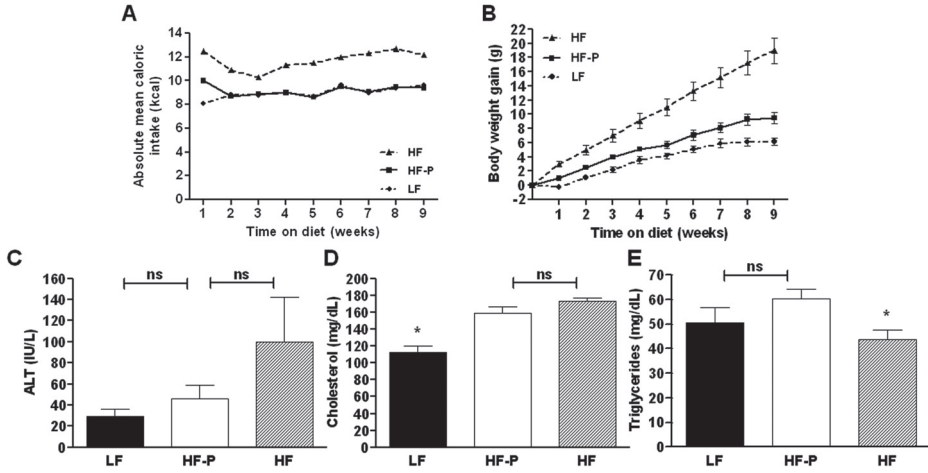 A
Absolute mean caloric
intake (kcal)
14
12
10
8
6
4
2
0
HF
HF-P
LF
1 2 3 4 5 6 7 8 9
Time on diet (weeks)
B
Body weight gain (g)
22
20
18
16
14
12
10
8
6
4
2
0
-2
HF
HF-P
LF
1 2 3 4 5 6 7 8 9
Time on diet (weeks)
C
ALT (IU/L)
160
140
120
100
80
60
40
20
0
ns
ns
LF HF-P HF
D
Cholesterol (mg/dL)
200
180
160
140
120
100
80
60
40
20
0
*
ns
LF HF-P HF
E
Triglycerides (mg/dL)
70
60
50
40
30
20
10
0
ns
*
LF HF-P HF